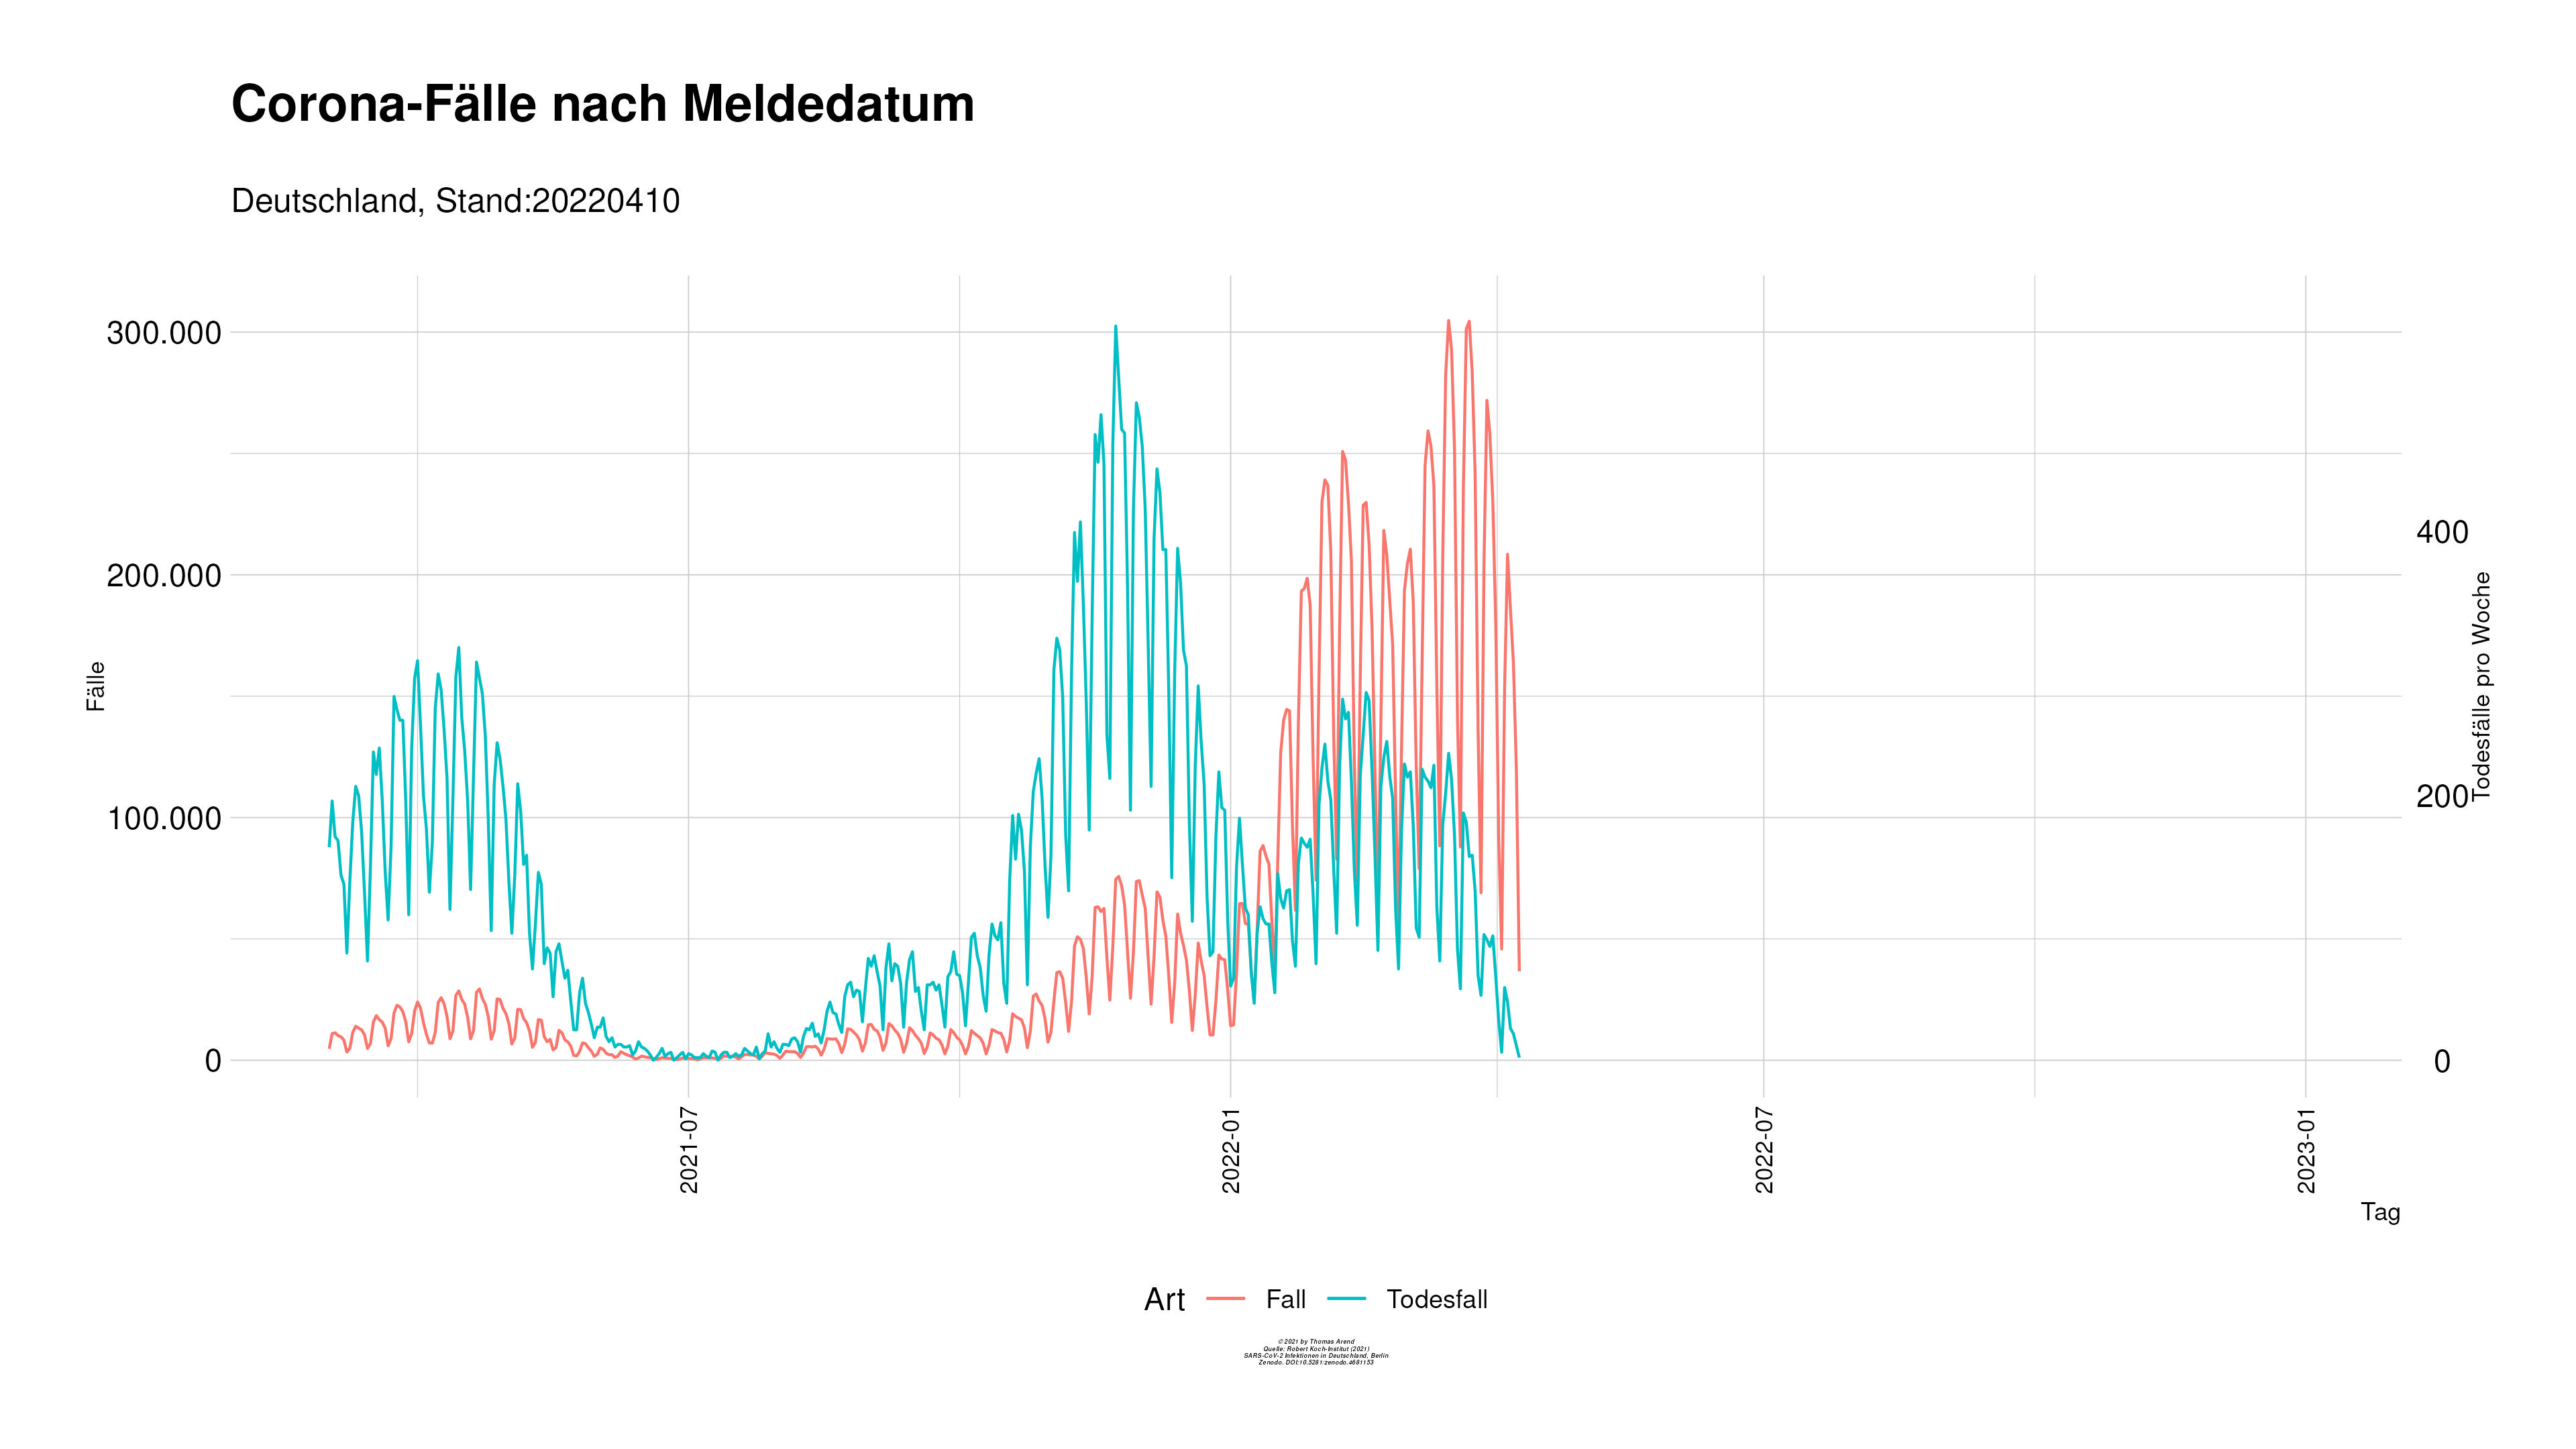 Corona-Fälle nach Meldedatum
Deutschland, Stand:20220410
300.000
200.000
100.000
0
Fälle
400
200
0
Todesfälle pro Woche
2021-07
2022-01
2022-07
2023-01
Tag
Art Fall Todesfall
© 2021 by Thomas Arend
Quelle: Robert Koch-Institut (2021)
SARS-CoV-2 Infektionen in Deutschland, Berlin
Zenodo. DOI:10.5281/zenodo.4681153